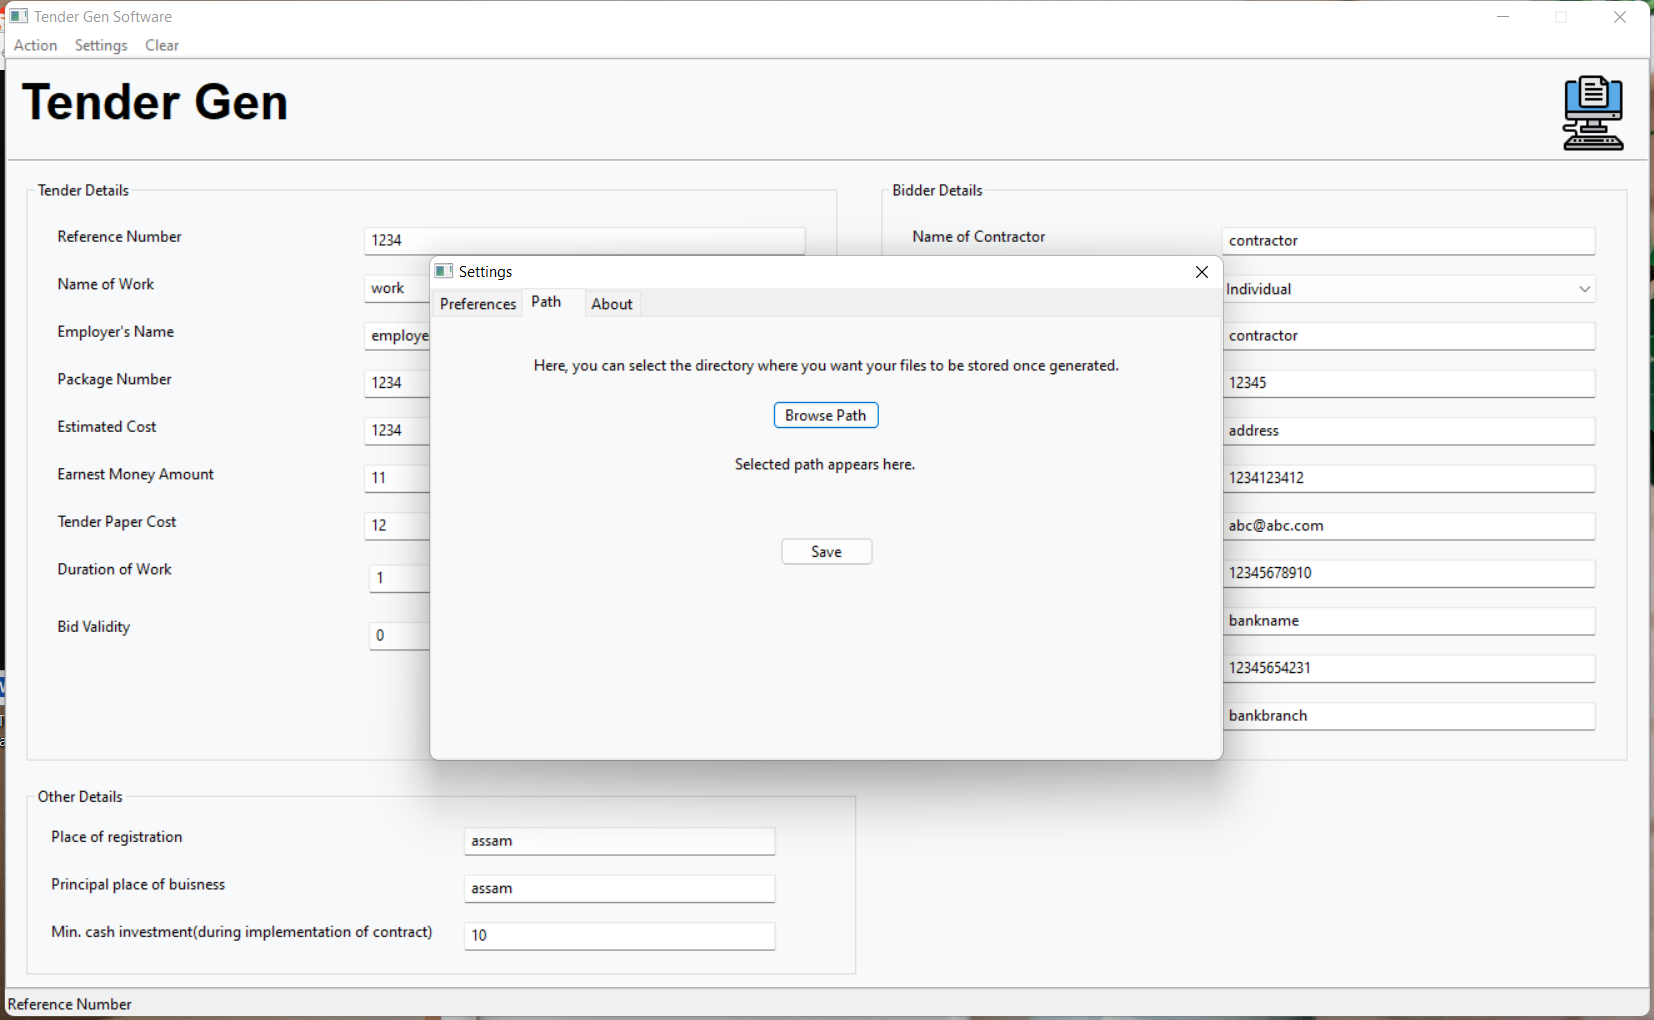 Tender Gen Software
Action Settings Clear
Tender Gen
Tender Details
Reference Number 1234
Name of Work work
Employer's Name employe
Package Number 1234
Estimated Cost 1234
Earnest Money Amount 11
Tender Paper Cost 12
Duration of Work 1
Bid Validity 0
Bidder Details
Name of Contractor contractor
Individual
contractor
12345
address
1234123412
abc@abc.com
12345678910
bankname
12345654231
bankbranch
Settings
Preferences Path About
Here, you can select the directory where you want your files to be stored once generated.
Browse Path
Selected path appears here.
Save
Other Details
Place of registration assam
Principal place of buisness assam
Min. cash investment(during implementation of contract) 10
Reference Number